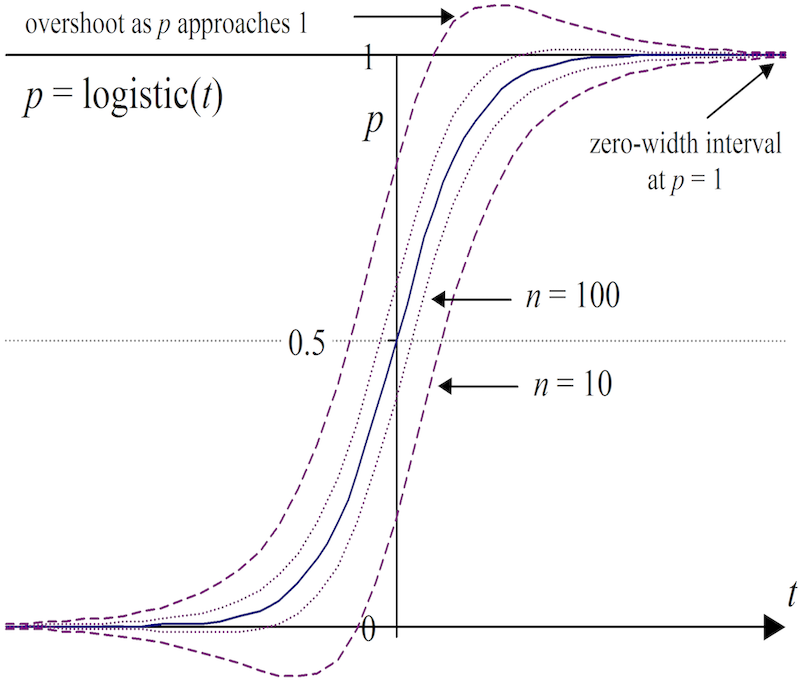 overshoot as p approaches 1
1
p = logistic(t)
p
zero-width interval
at p = 1
n = 100
0.5
n = 10
t
0